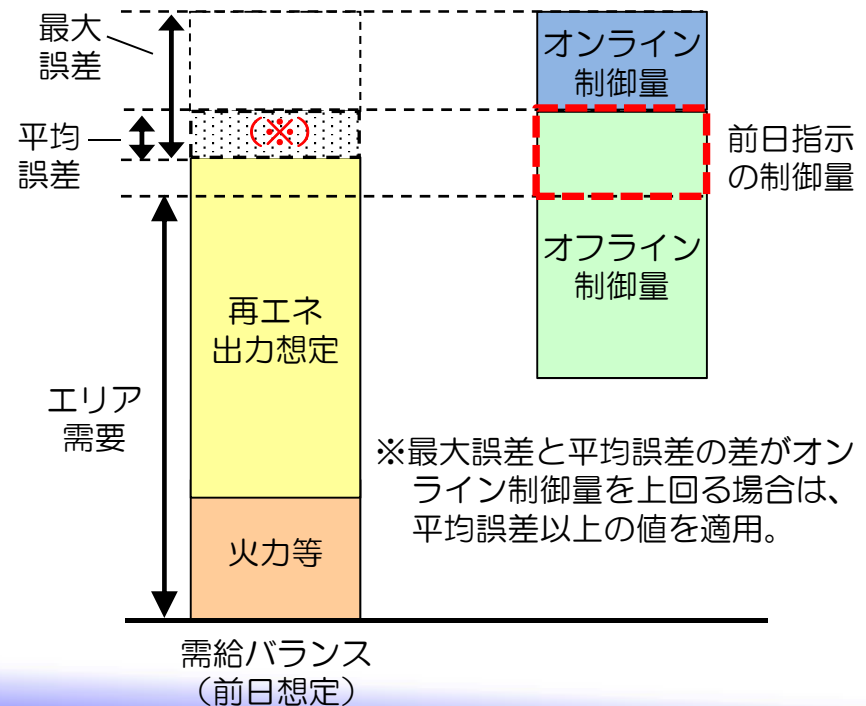 最大
誤差
オンライン
制御量
平均
誤差
（※）
前日指示
の制御量
オフライン
制御量
再エネ
出力想定
エリア
需要
※最大誤差と平均誤差の差がオン
ライン制御量を上回る場合は、
平均誤差以上の値を適用。
火力等
需給バランス
（前日想定）